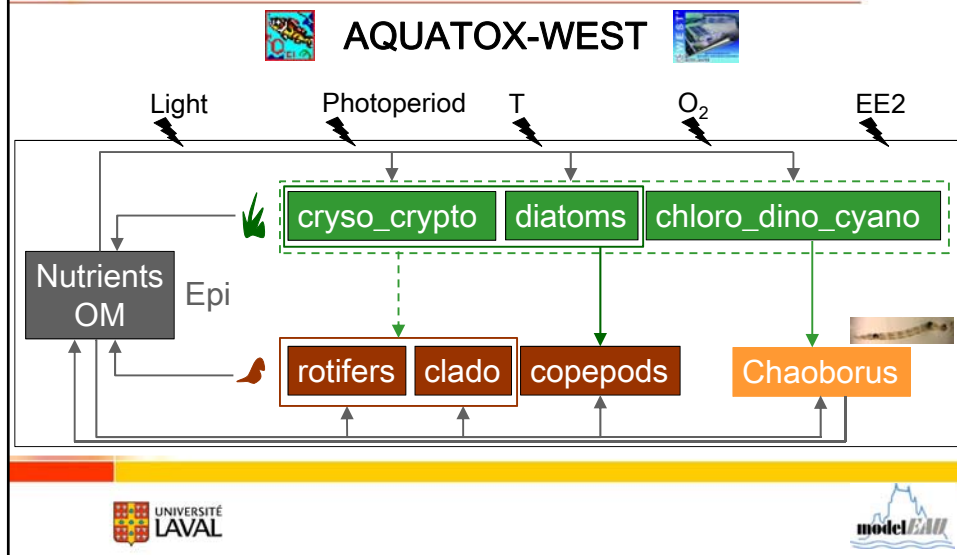 AQUATOX-WEST
Light Photoperiod T O₂ EE2
cryso_crypto diatoms chloro_dino_cyano
Nutrients
OM
Epi
rotifers clado copepods Chaoborus
UNIVERSITÉ
LAVAL
modelEAU